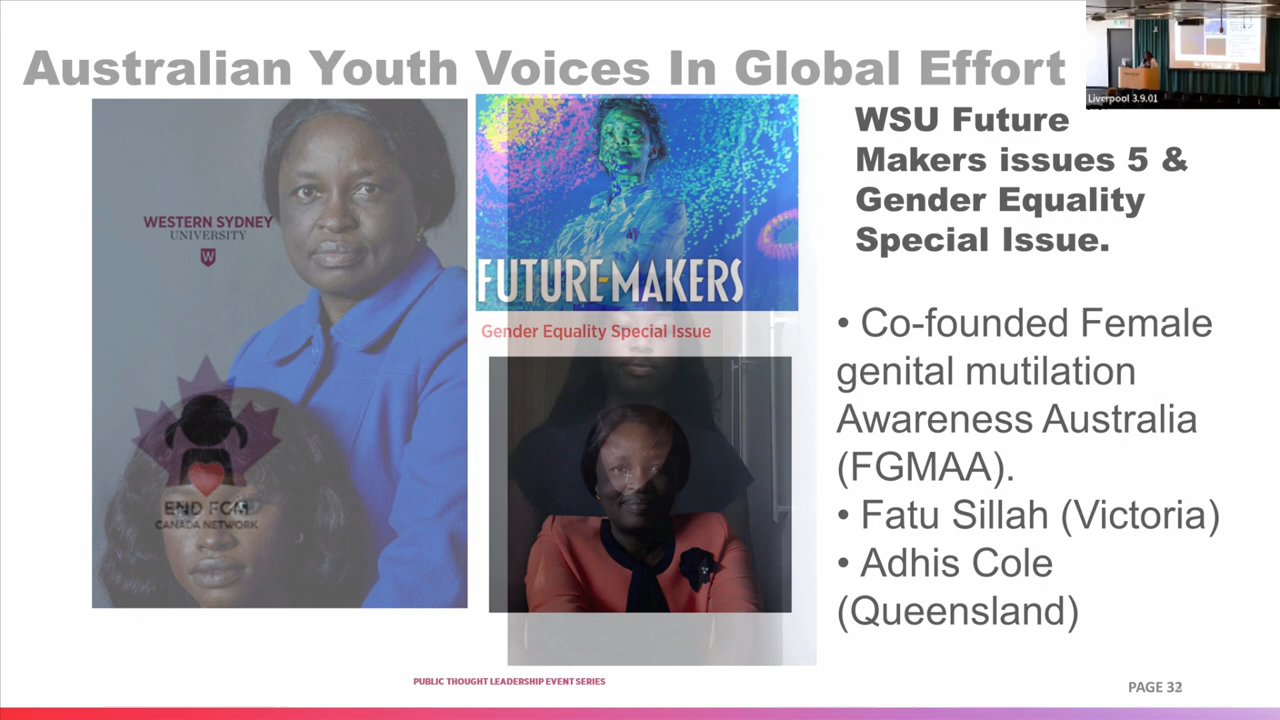 Australian Youth Voices In Global Effort
Liverpool 3.9.01
WESTERN SYDNEY
UNIVERSITY
W
END FGM
CANADA NETWORK
FUTURE-MAKERS
Gender Equality Special Issue
WSU Future
Makers issues 5 &
Gender Equality
Special Issue.
• Co-founded Female
genital mutilation
Awareness Australia
(FGMAA).
• Fatu Sillah (Victoria)
• Adhis Cole
(Queensland)
PUBLIC THOUGHT LEADERSHIP EVENT SERIES
PAGE 32